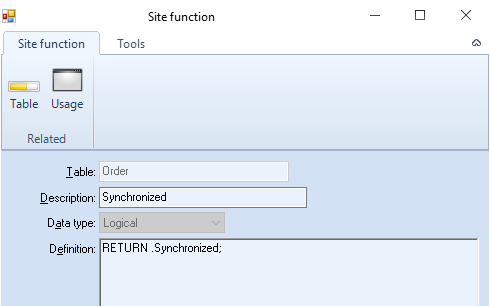 Site function
Site function Tools
Table Usage
Related
Table: Order
Description: Synchronized
Data type: Logical
Definition: RETURN .Synchronized;